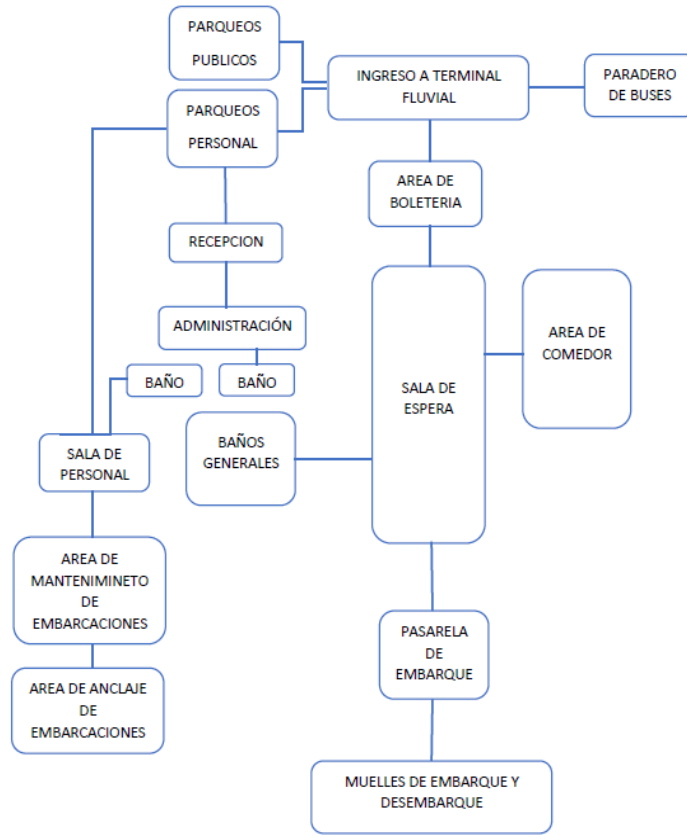 PARQUEOS
PUBLICOS
INGRESO A TERMINAL
FLUVIAL
PARADERO
DE BUSES
PARQUEOS
PERSONAL
AREA DE
BOLETERIA
RECEPCION
ADMINISTRACIÓN
AREA DE
COMEDOR
BAÑO
BAÑO
SALA DE
ESPERA
BAÑOS
GENERALES
SALA DE
PERSONAL
AREA DE
MANTENIMINETO
DE
EMBARCACIONES
PASARELA
DE
EMBARQUE
AREA DE ANCLAJE
DE
EMBARCACIONES
MUELLES DE EMBARQUE Y
DESEMBARQUE